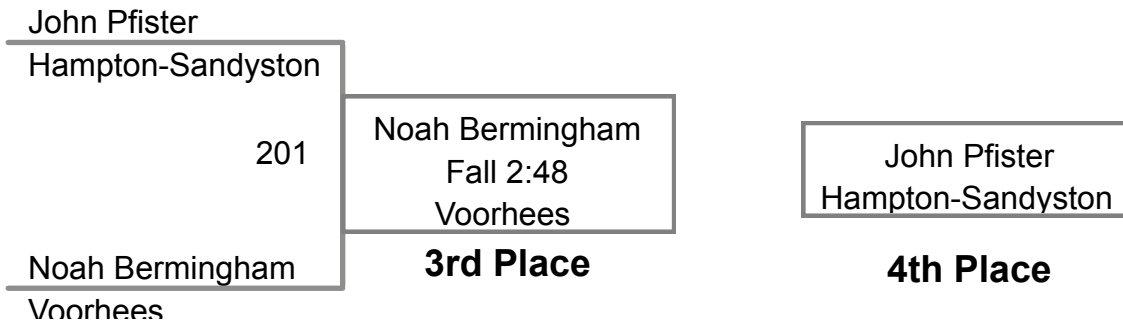 John Pfister
Hampton-Sandyston
201
Noah Bermingham
Voorhees
Noah Bermingham
Fall 2:48
Voorhees
3rd Place
John Pfister
Hampton-Sandyston
4th Place